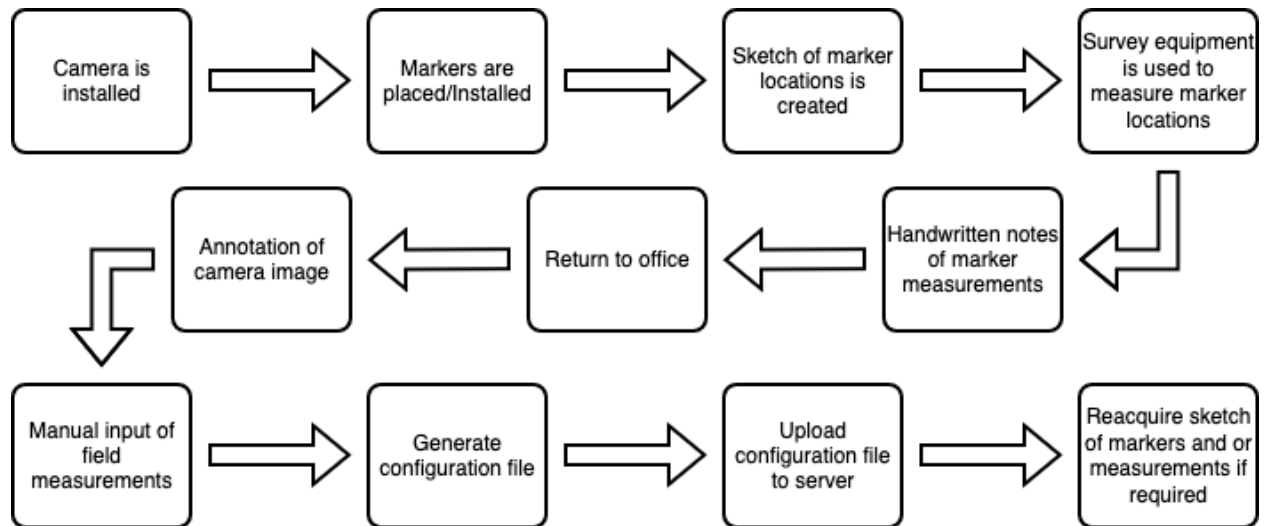 Camera is
installed
Markers are
placed/Installed
Sketch of marker
locations is
created
Survey equipment
is used to
measure marker
locations
Handwritten notes
of marker
measurements
Return to office
Annotation of
camera image
Manual input of
field
measurements
Generate
configuration file
Upload
configuration file
to server
Reacquire sketch
of markers and or
measurements if
required